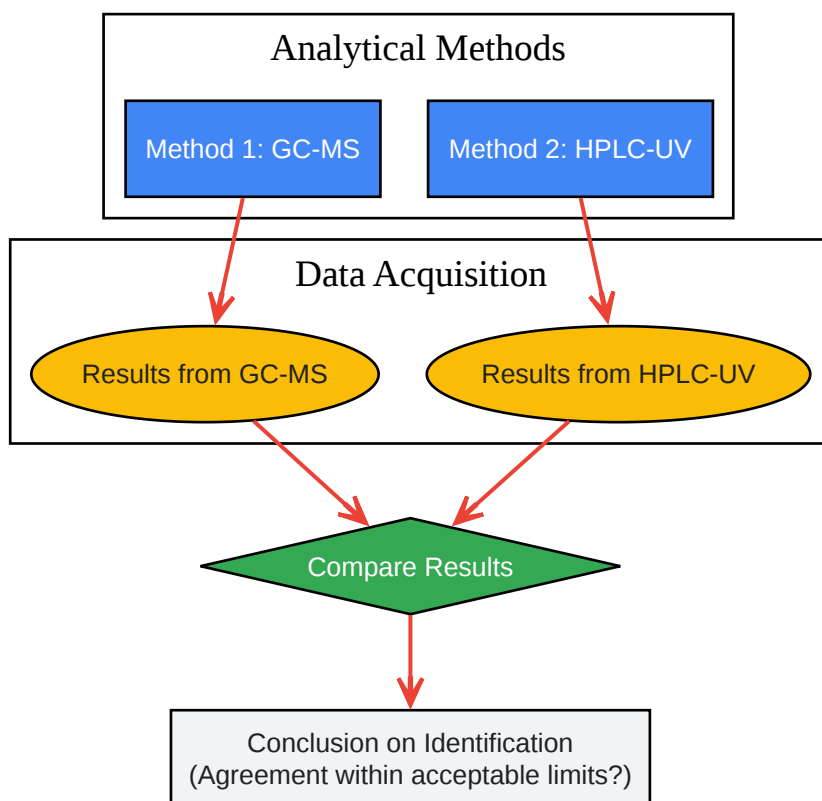 Analytical Methods
Method 1: GC-MS
Method 2: HPLC-UV
Data Acquisition
Results from GC-MS
Results from HPLC-UV
Compare Results
Conclusion on Identification
(Agreement within acceptable limits?)